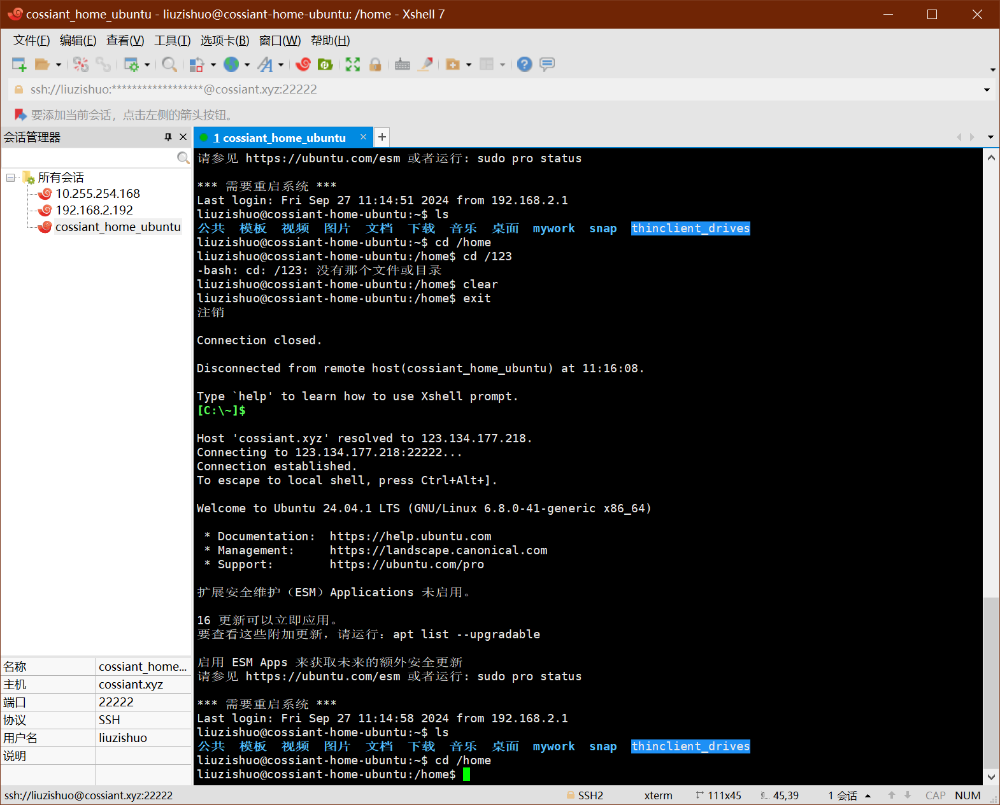 cossiant_home_ubuntu - liuzishuo@cossiant-home-ubuntu: /home - Xshell 7
文件(F) 编辑(E) 查看(V) 工具(T) 选项卡(B) 窗口(W) 帮助(H)
ssh://liuzishuo:******************@cossiant.xyz:22222
要添加当前会话，点击左侧的箭头按钮。
会话管理器
所有会话
10.255.254.168
192.168.2.192
cossiant_home_ubuntu
名称 cossiant_home...
主机 cossiant.xyz
端口 22222
协议 SSH
用户名 liuzishuo
说明
1 cossiant_home_ubuntu
请参见 https://ubuntu.com/esm 或者运行: sudo pro status
*** 需要重启系统 ***
Last login: Fri Sep 27 11:14:51 2024 from 192.168.2.1
liuzishuo@cossiant-home-ubuntu:~$ ls
公共 模板 视频 图片 文档 下载 音乐 桌面 mywork snap thinclient_drives
liuzishuo@cossiant-home-ubuntu:~$ cd /home
liuzishuo@cossiant-home-ubuntu:/home$ cd /123
-bash: cd: /123: 没有那个文件或目录
liuzishuo@cossiant-home-ubuntu:/home$ clear
liuzishuo@cossiant-home-ubuntu:/home$ exit
注销
Connection closed.
Disconnected from remote host(cossiant_home_ubuntu) at 11:16:08.
Type `help' to learn how to use Xshell prompt.
[C:\~]$
Host 'cossiant.xyz' resolved to 123.134.177.218.
Connecting to 123.134.177.218:22222...
Connection established.
To escape to local shell, press Ctrl+Alt+].
Welcome to Ubuntu 24.04.1 LTS (GNU/Linux 6.8.0-41-generic x86_64)
* Documentation: https://help.ubuntu.com
* Management: https://landscape.canonical.com
* Support: https://ubuntu.com/pro
扩展安全维护（ESM）Applications 未启用。
16 更新可以立即应用。
要查看这些附加更新，请运行: apt list --upgradable
启用 ESM Apps 来获取未来的额外安全更新
请参见 https://ubuntu.com/esm 或者运行: sudo pro status
*** 需要重启系统 ***
Last login: Fri Sep 27 11:14:58 2024 from 192.168.2.1
liuzishuo@cossiant-home-ubuntu:~$ ls
公共 模板 视频 图片 文档 下载 音乐 桌面 mywork snap thinclient_drives
liuzishuo@cossiant-home-ubuntu:~$ cd /home
liuzishuo@cossiant-home-ubuntu:/home$
ssh://liuzishuo@cossiant.xyz:22222 SSH2 xterm 111x45 45,39 1 会话 CAP NUM